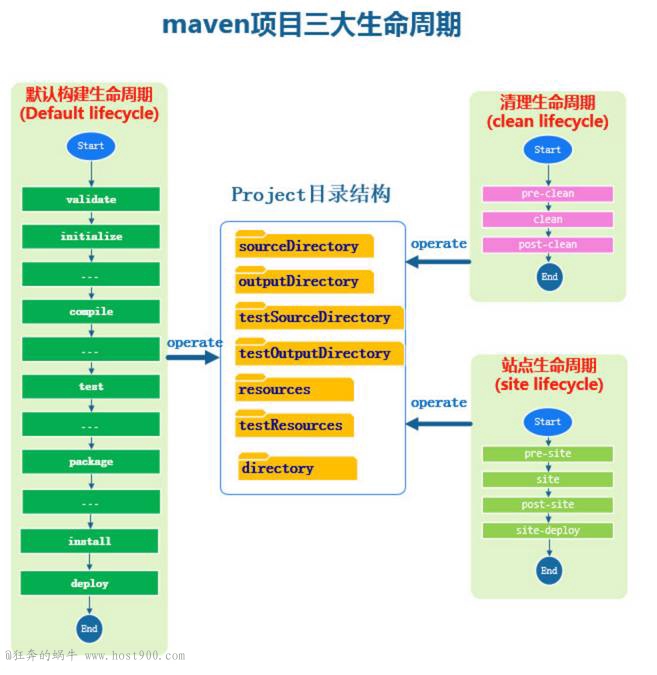 maven项目三大生命周期
默认构建生命周期
(Default lifecycle)
Start
validate
initialize
...
compile
...
test
...
package
...
install
deploy
End
operate
Project目录结构
sourceDirectory
outputDirectory
testSourceDirectory
testOutputDirectory
resources
testResources
directory
清理生命周期
(clean lifecycle)
Start
pre-clean
clean
post-clean
End
operate
站点生命周期
(site lifecycle)
Start
pre-site
site
post-site
site-deploy
End
operate
@狂奔的蜗牛 www.host900.com